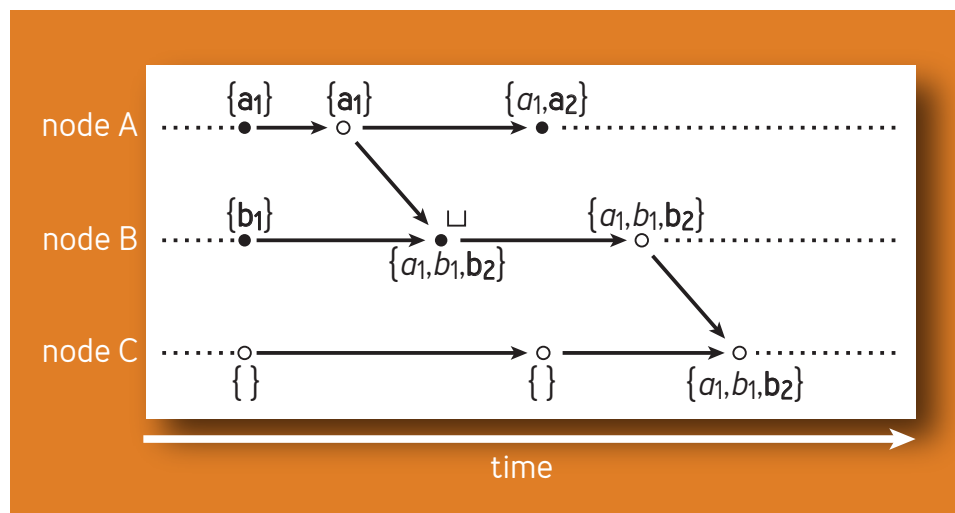 {a1} {a1} {a1,a2}
node A
{b1} ⊔ {a1,b1,b2}
node B
{a1,b1,b2}
node C
{ } { } {a1,b1,b2}
time